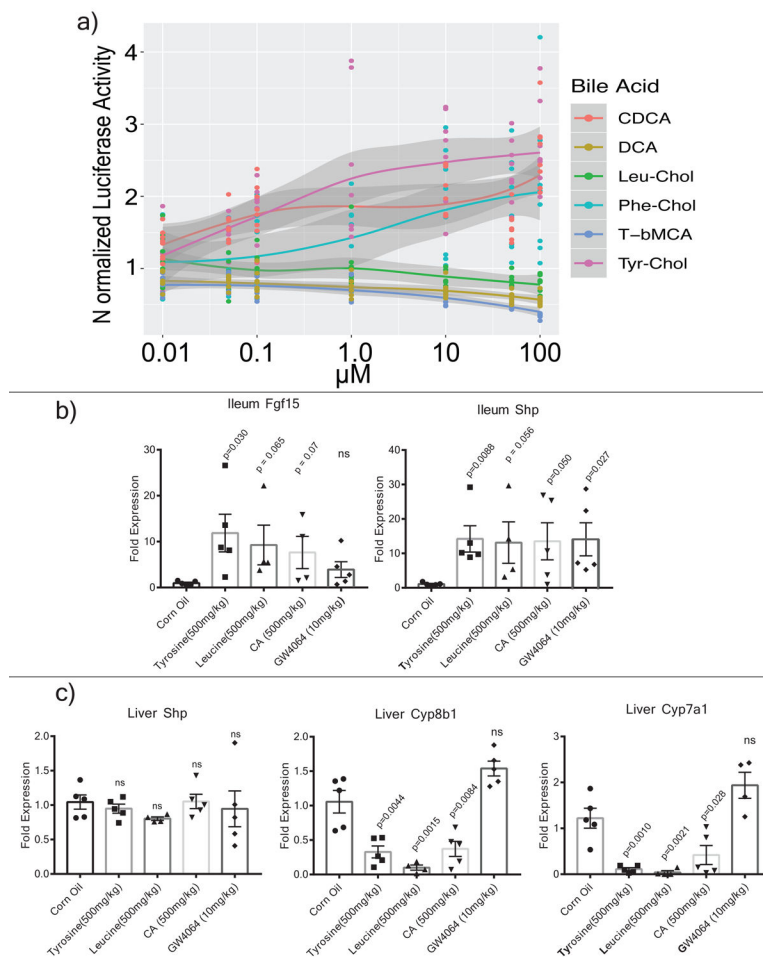 a)
N ormalized Luciferase Activity
4
3
2
1
0.01 0.1 1.0 10 100
µM
Bile Acid
CDCA
DCA
Leu-Chol
Phe-Chol
T-bMCA
Tyr-Chol
b)
Ileum Fgf15
Fold Expression
30
20
10
0
p=0.030
p = 0.065
p = 0.07
ns
Corn Oil
Tyrosine(500mg/kg)
Leucine(500mg/kg)
CA (500mg/kg)
GW4064 (10mg/kg)
Ileum Shp
Fold Expression
40
30
20
10
0
p=0.0088
p = 0.056
p=0.050
p=0.027
Corn Oil
Tyrosine(500mg/kg)
Leucine(500mg/kg)
CA (500mg/kg)
GW4064 (10mg/kg)
c)
Liver Shp
Fold Expression
2.0
1.5
1.0
0.5
0.0
ns
ns
ns
ns
Corn Oil
Tyrosine(500mg/kg)
Leucine(500mg/kg)
CA (500mg/kg)
GW4064 (10mg/kg)
Liver Cyp8b1
Fold Expression
2.0
1.5
1.0
0.5
0.0
p=0.0044
p=0.0015
p=0.0084
ns
Corn Oil
Tyrosine(500mg/kg)
Leucine(500mg/kg)
CA (500mg/kg)
GW4064 (10mg/kg)
Liver Cyp7a1
Fold Expression
3
2
1
0
p=0.0010
p=0.0021
p=0.028
ns
Corn Oil
Tyrosine(500mg/kg)
Leucine(500mg/kg)
CA (500mg/kg)
GW4064 (10mg/kg)